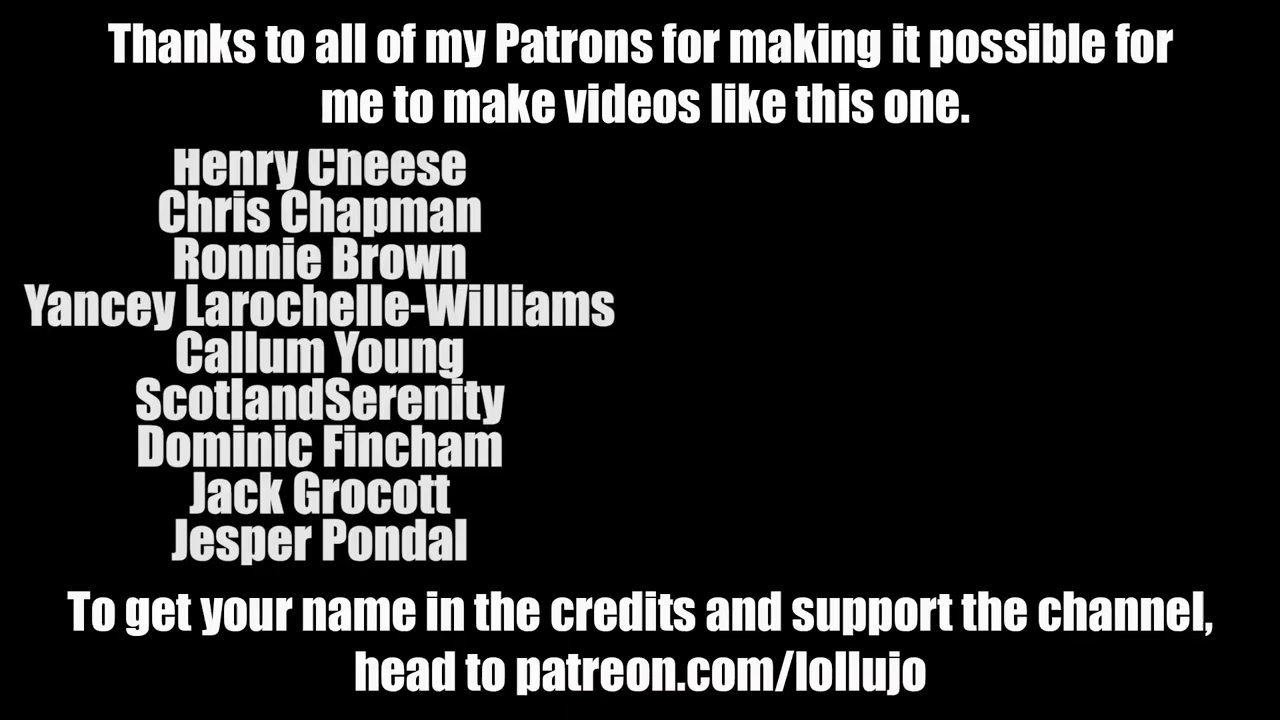 Thanks to all of my Patrons for making it possible for
me to make videos like this one.
Henry Cheese
Chris Chapman
Ronnie Brown
Yancey Larochelle-Williams
Callum Young
ScotlandSerenity
Dominic Fincham
Jack Grocott
Jesper Pondal
To get your name in the credits and support the channel,
head to patreon.com/lollujo